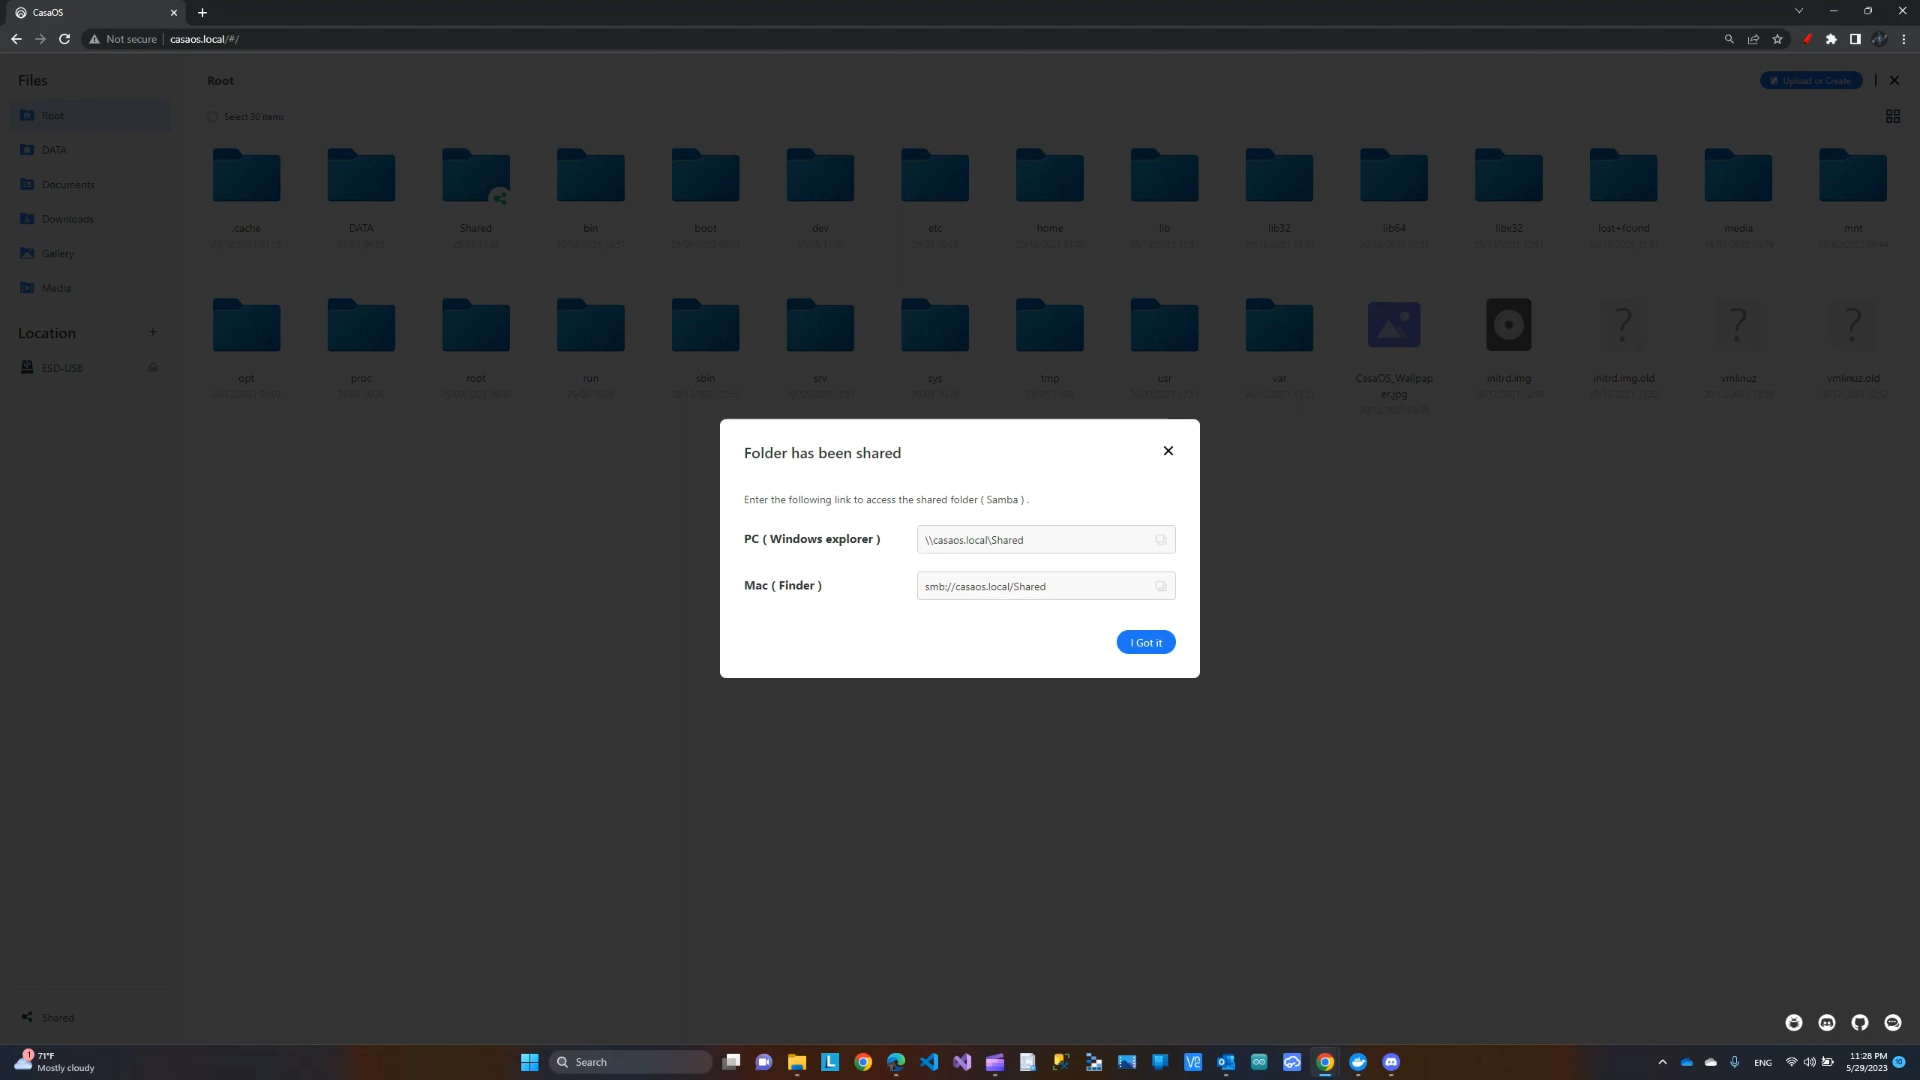 CasaOS
Not secure
casaos.local/#/
Files
Root
Upload or Create
Root
Select 30 items
DATA
Documents
Downloads
Gallery
Media
Location
+
ESD-USB
.cache
DATA
Shared
bin
boot
dev
etc
home
lib
lib32
lib64
libx32
lost+found
media
mnt
opt
proc
root
run
sbin
srv
sys
tmp
usr
var
CasaOS_Wallpap
er.jpg
initrd.img
initrd.img.old
vmlinuz
vmlinuz.old
Folder has been shared
Enter the following link to access the shared folder ( Samba ) .
PC ( Windows explorer )
\\casaos.local\Shared
Mac ( Finder )
smb://casaos.local/Shared
I Got it
Shared
71°F
Mostly cloudy
Search
ENG
11:28 PM
5/29/2023